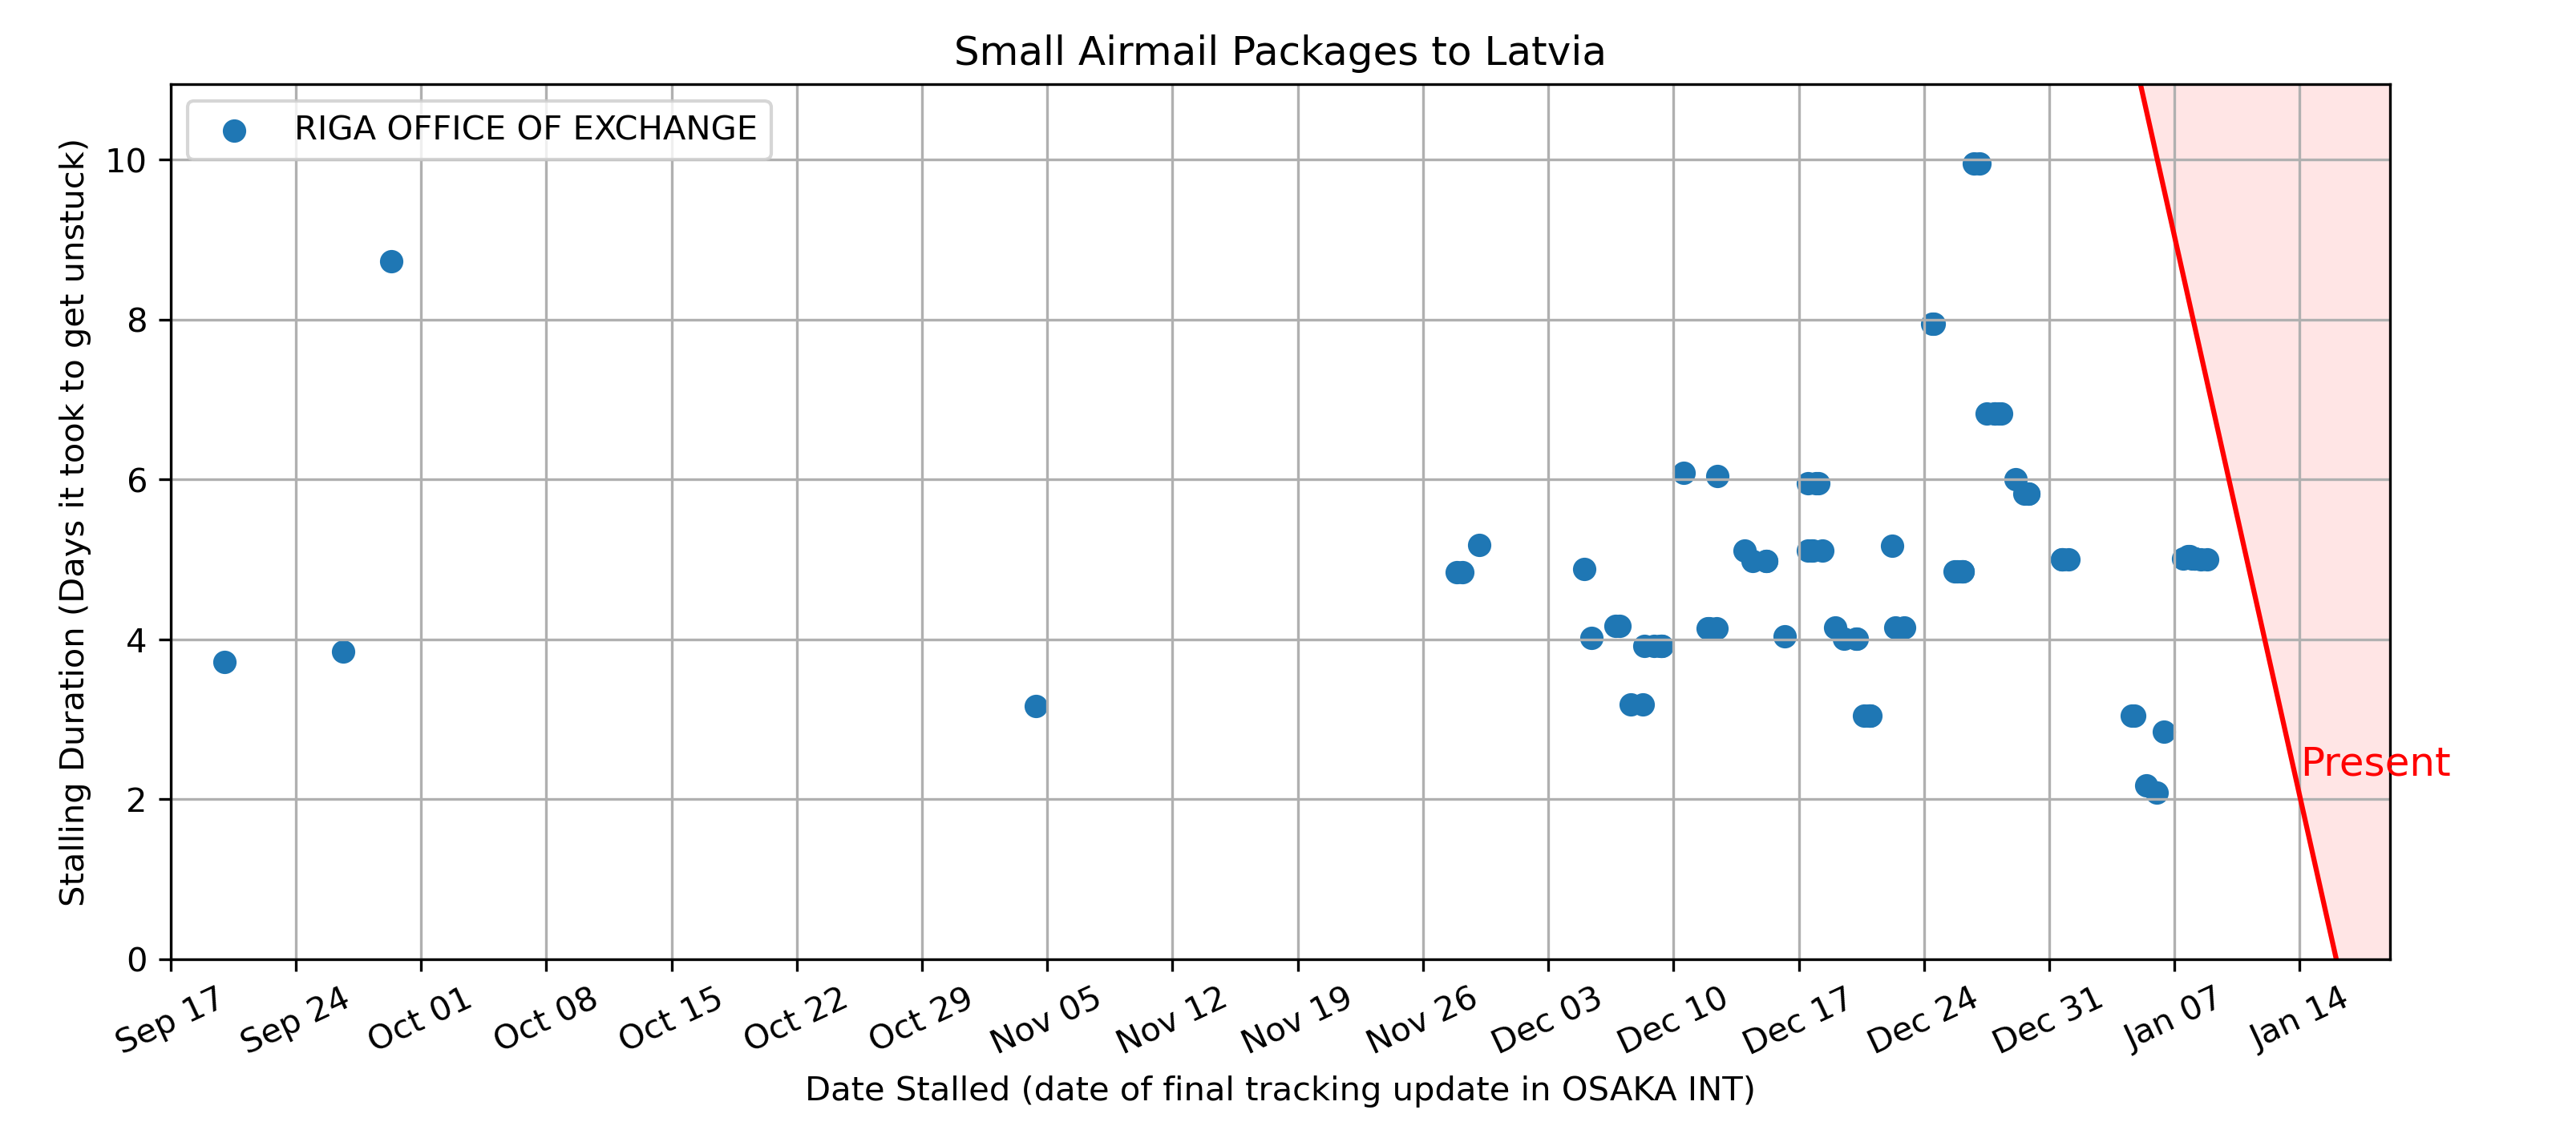 Small Airmail Packages to Latvia
RIGA OFFICE OF EXCHANGE
Stalling Duration (Days it took to get unstuck)
10
8
6
4
2
0
Present
Sep 17
Sep 24
Oct 01
Oct 08
Oct 15
Oct 22
Oct 29
Nov 05
Nov 12
Nov 19
Nov 26
Dec 03
Dec 10
Dec 17
Dec 24
Dec 31
Jan 07
Jan 14
Date Stalled (date of final tracking update in OSAKA INT)